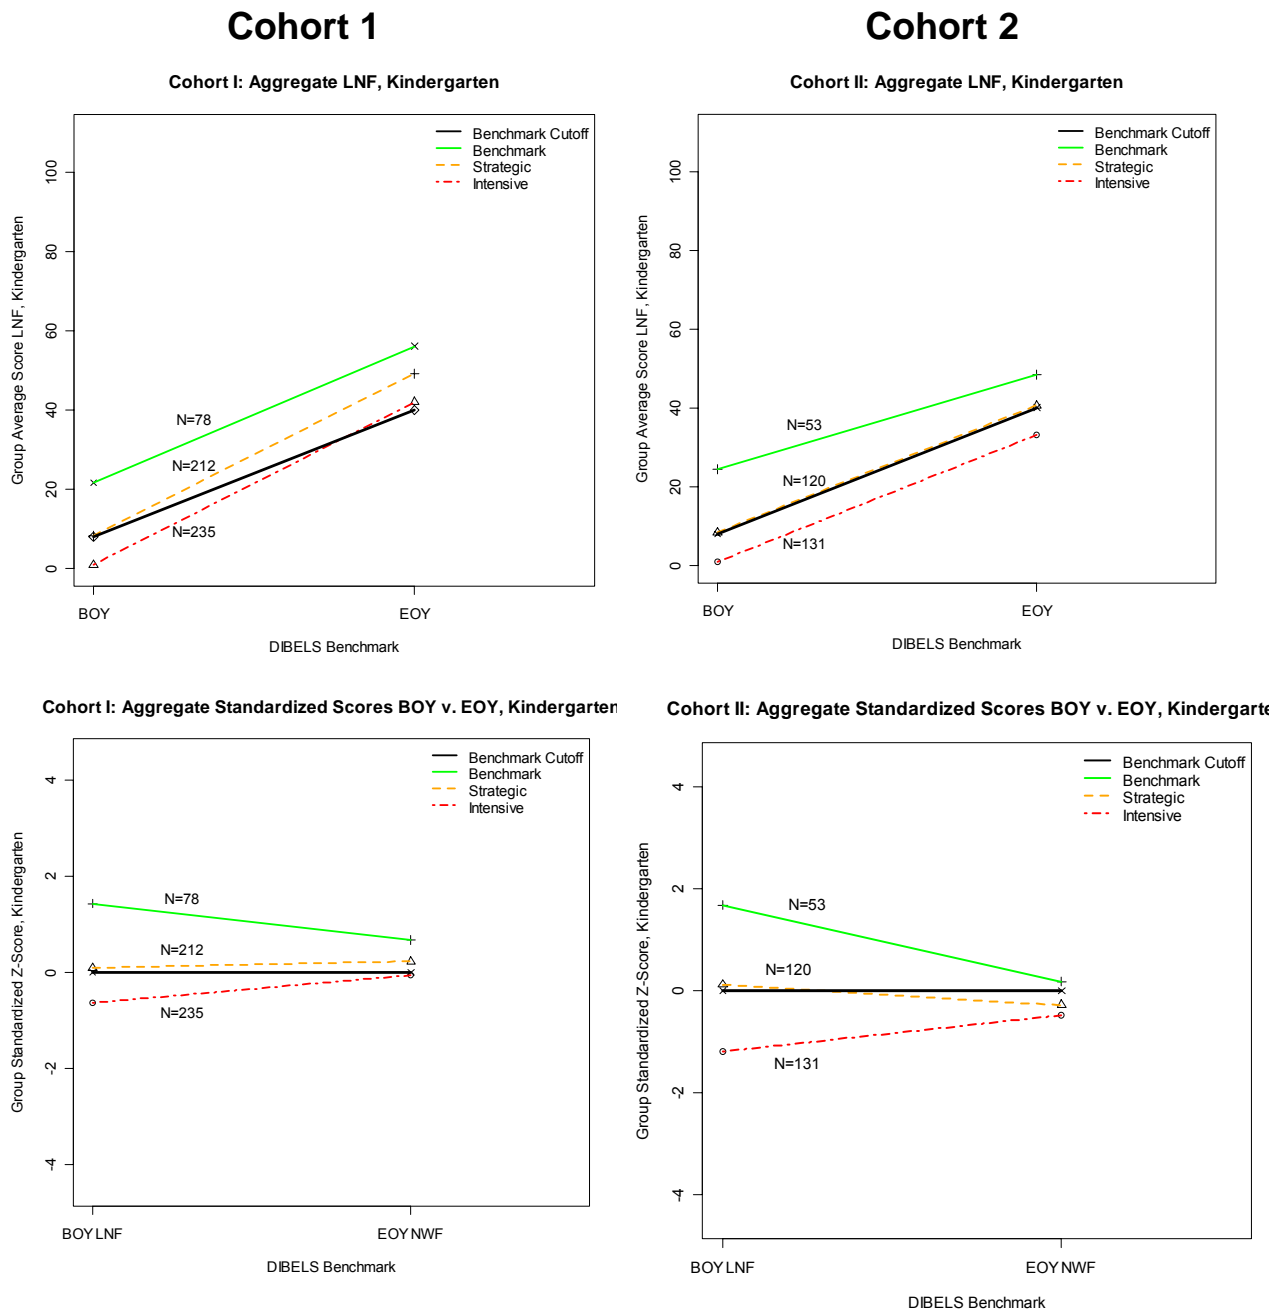 Cohort 1
Cohort 2
Cohort I: Aggregate LNF, Kindergarten
Group Average Score LNF, Kindergarten
100
80
60
40
20
0
Benchmark Cutoff
Benchmark
Strategic
Intensive
N=78
N=212
N=235
BOY
EOY
DIBELS Benchmark
Cohort II: Aggregate LNF, Kindergarten
Group Average Score LNF, Kindergarten
100
80
60
40
20
0
Benchmark Cutoff
Benchmark
Strategic
Intensive
N=53
N=120
N=131
BOY
EOY
DIBELS Benchmark
Cohort I: Aggregate Standardized Scores BOY v. EOY, Kindergarten
Group Standardized Z-Score, Kindergarten
4
2
0
-2
-4
Benchmark Cutoff
Benchmark
Strategic
Intensive
N=78
N=212
N=235
BOY LNF
EOY NWF
DIBELS Benchmark
Cohort II: Aggregate Standardized Scores BOY v. EOY, Kindergarte
Group Standardized Z-Score, Kindergarten
4
2
0
-2
-4
Benchmark Cutoff
Benchmark
Strategic
Intensive
N=53
N=120
N=131
BOY LNF
EOY NWF
DIBELS Benchmark